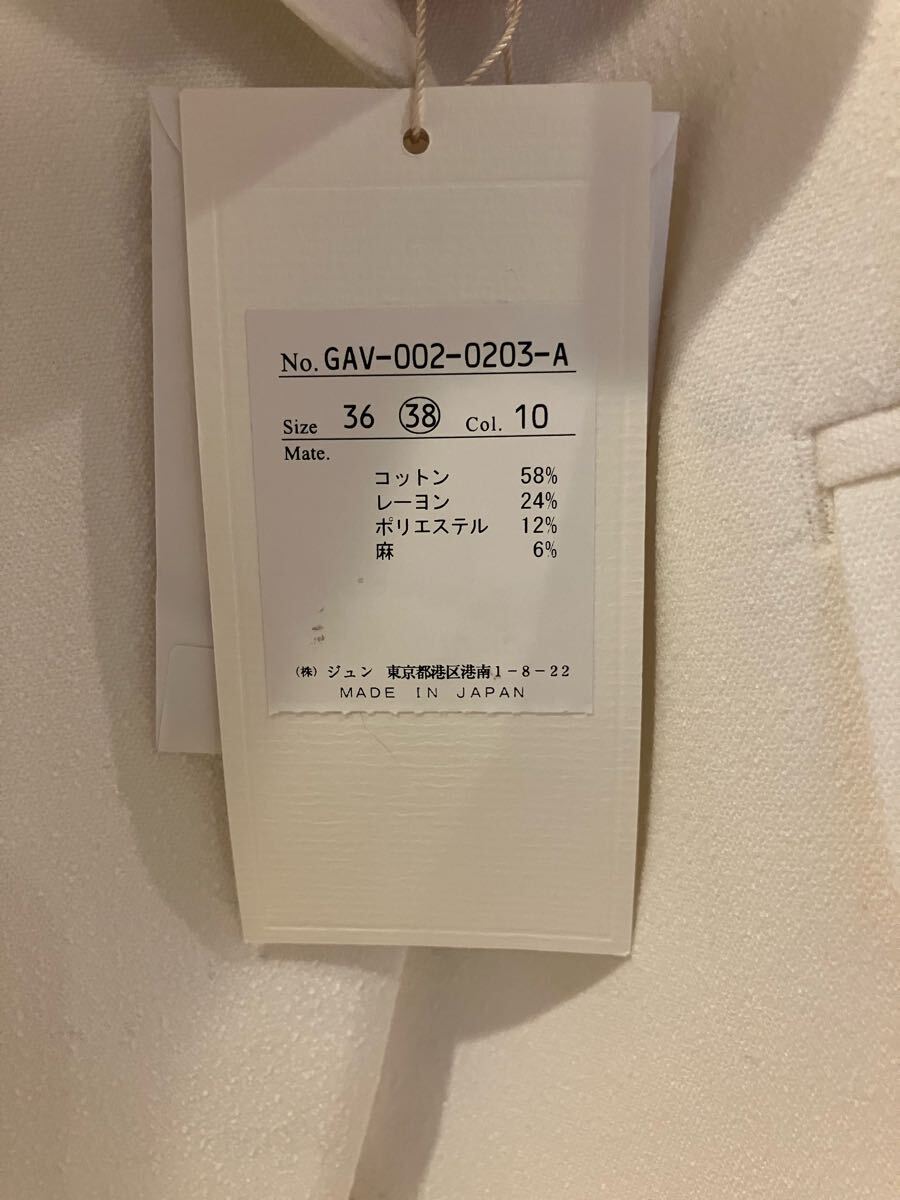 No. GAV-002-0203-A
Size 36 38 Col. 10
Mate.
コットン 58%
レーヨン 24%
ポリエステル 12%
麻 6%
(株) ジュン 東京都港区港南1-8-22
MADE IN JAPAN